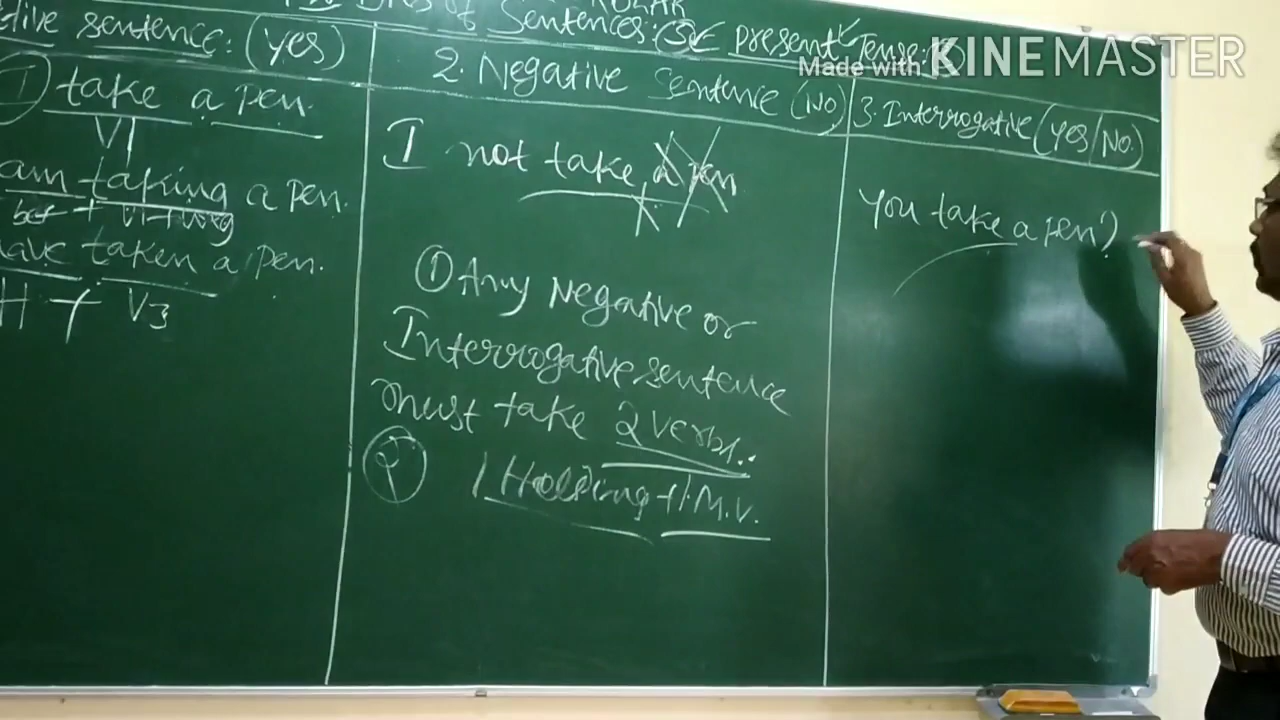 of Sentences: (3) present Tense:
tive sentence: (Yes)
I take a pen.
V1
am taking a pen.
be+ + V1+ing
have taken a pen.
H + V3
2. Negative sentence (No)
I not take a pen
① Any Negative or
Interrogative sentence
must take 2 verbs.
1 Helping + 1. M.V.
3. Interrogative (Yes/No.)
You take a pen?
Made with KINEMASTER